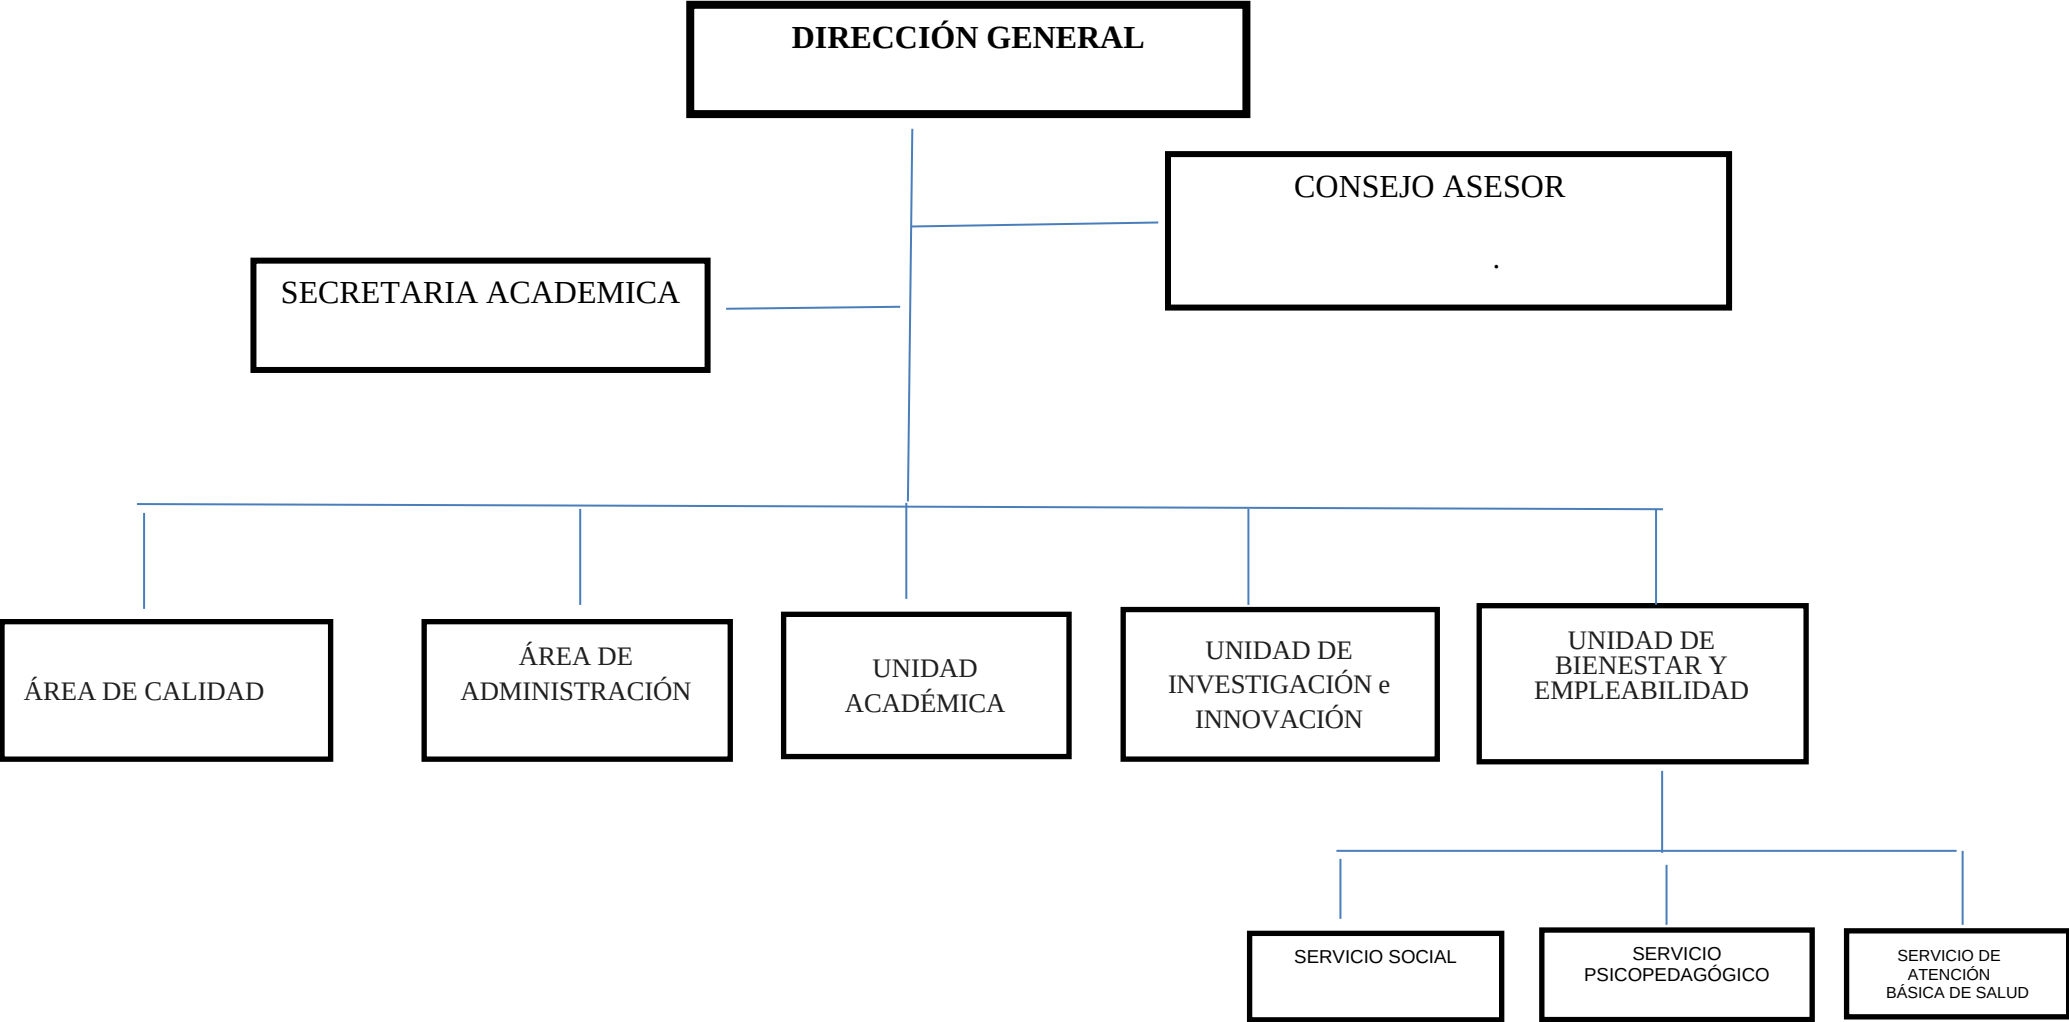 DIRECCIÓN GENERAL
CONSEJO ASESOR
.
SECRETARIA ACADEMICA
ÁREA DE CALIDAD
ÁREA DE
ADMINISTRACIÓN
UNIDAD
ACADÉMICA
UNIDAD DE
INVESTIGACIÓN e
INNOVACIÓN
UNIDAD DE
BIENESTAR Y
EMPLEABILIDAD
SERVICIO SOCIAL
SERVICIO
PSICOPEDAGÓGICO
SERVICIO DE
ATENCIÓN
BÁSICA DE SALUD